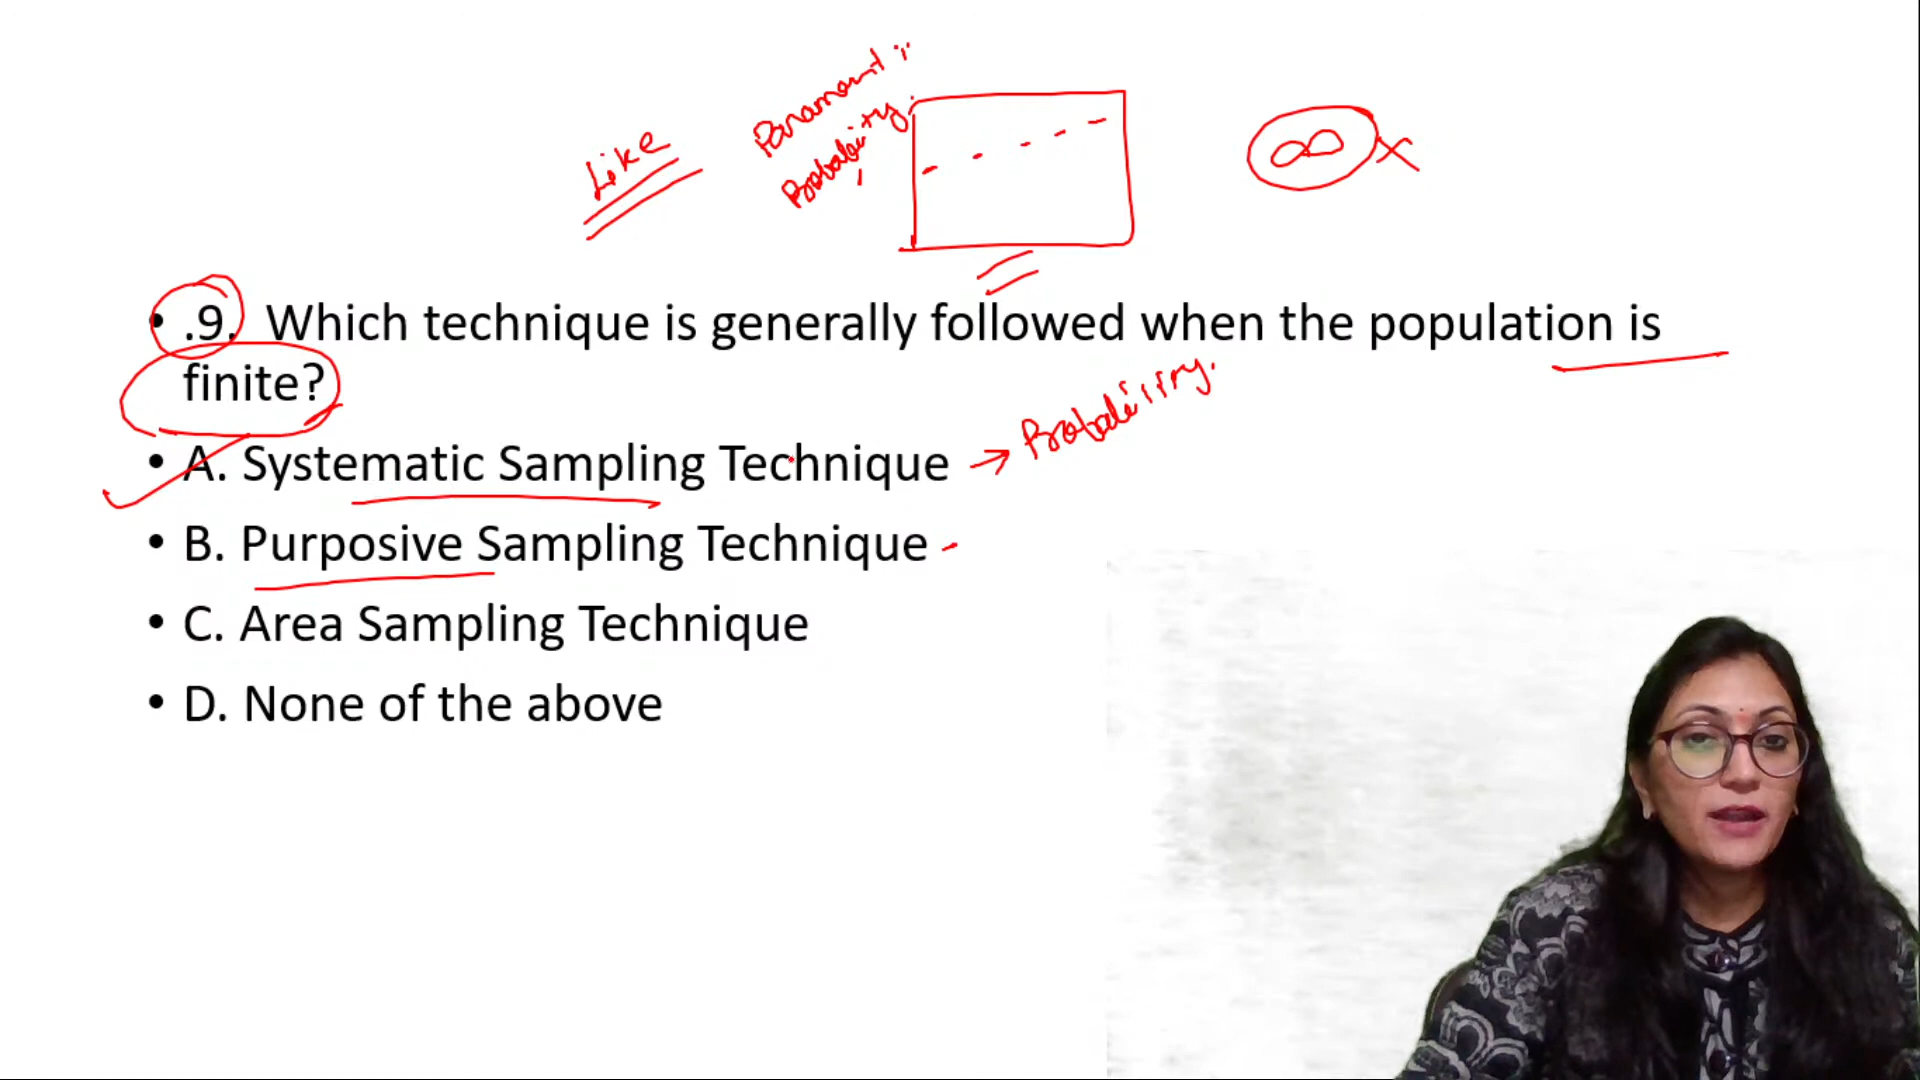 Like
Probability
∞ x
• .9. Which technique is generally followed when the population is
finite?
• A. Systematic Sampling Technique → Probability.
• B. Purposive Sampling Technique -
• C. Area Sampling Technique
• D. None of the above